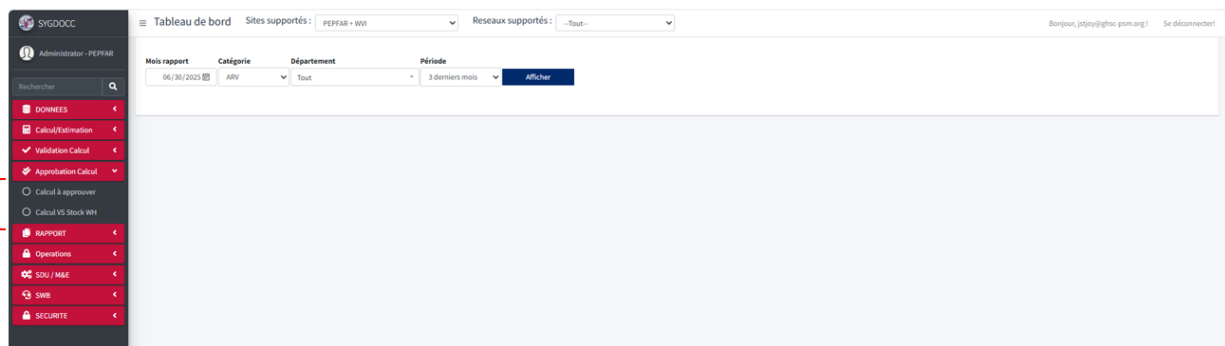 SYGDOCC
Tableau de bord Sites supportés : PEPFAR + WVI Reseaux supportés : --Tout--
Bonjour, jstjoy@ghsc-psm.org ! Se déconnecter!
Administrator - PEPFAR
Rechercher
DONNEES
Calcul/Estimation
Validation Calcul
Approbation Calcul
Calcul à approuver
Calcul VS Stock WH
RAPPORT
Operations
SDU / M&E
SWB
SECURITE
Mois rapport Catégorie Département Période
06/30/2025 ARV Tout 3 derniers mois Afficher